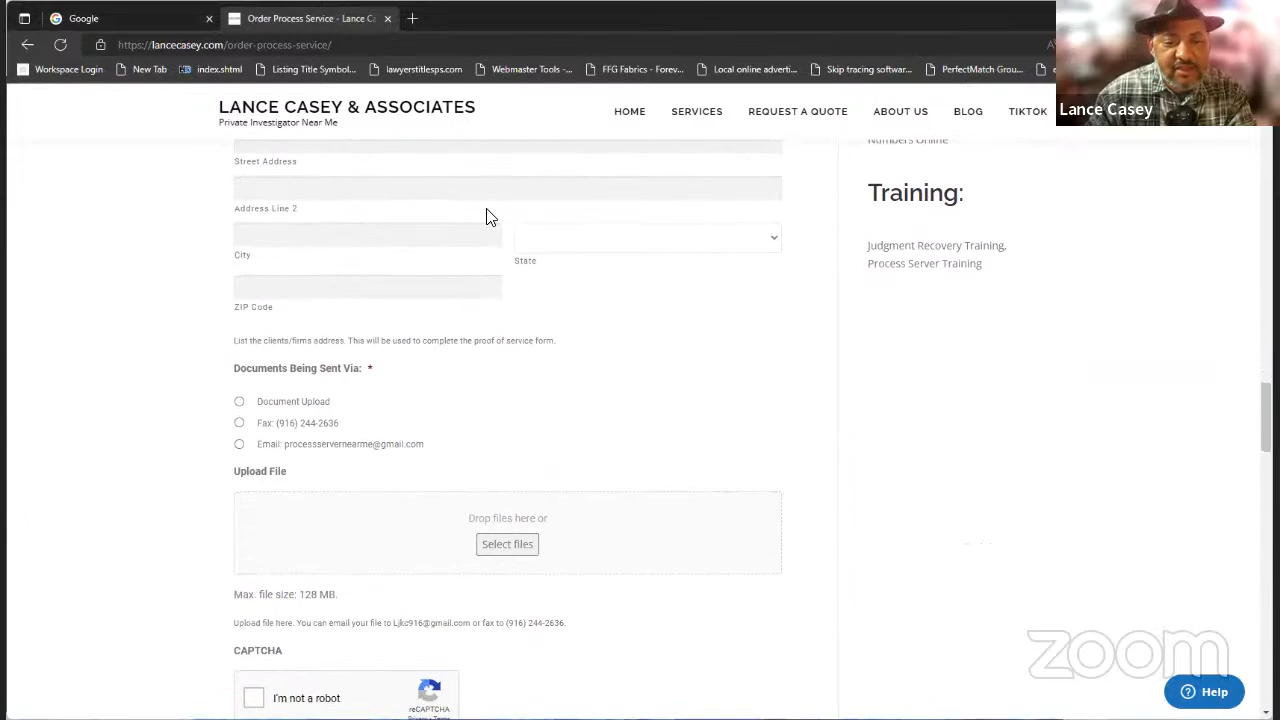 Google
Order Process Service - Lance Ca
https://lancecasey.com/order-process-service/
Workspace Login
New Tab
index.shtml
Listing Title Symbol...
lawyertitleps.com
Webmaster Tools - ...
FFG Fabrics - Forev...
Local online adverti...
Skip tracing softwar...
PerfectMatch Grou...
Lance Casey
LANCE CASEY & ASSOCIATES
Private Investigator Near Me
HOME
SERVICES
REQUEST A QUOTE
ABOUT US
BLOG
TIKTOK
Street Address
Address Line 2
City
State
ZIP Code
List the clients/firms address. This will be used to complete the proof of service form.
Documents Being Sent Via: *
Document Upload
Fax: (916) 244-2636
Email: processservernearme@gmail.com
Upload File
Drop files here or
Select files
Max. file size: 128 MB.
Upload file here. You can email your file to Ljkc916@gmail.com or fax to (916) 244-2636.
CAPTCHA
I'm not a robot
reCAPTCHA
Privacy - Terms
Numbers Online
Training:
Judgment Recovery Training,
Process Server Training
zoom
Help